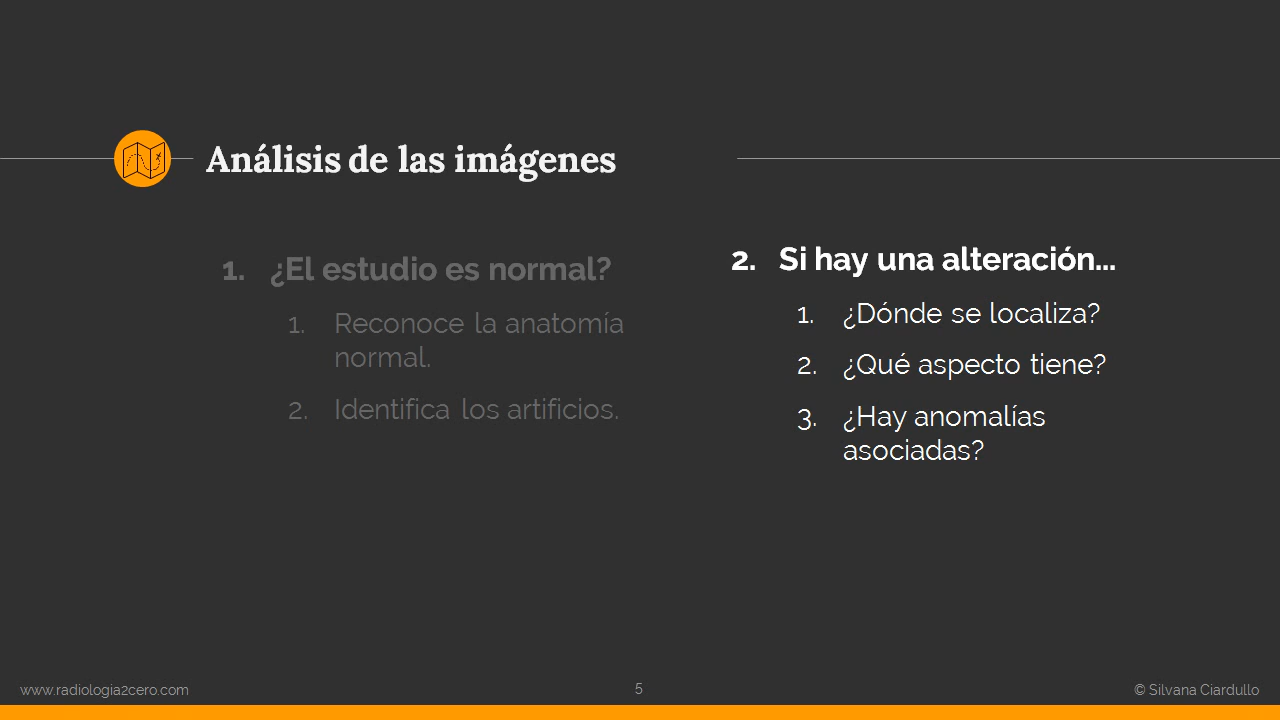 Análisis de las imágenes
1. ¿El estudio es normal?
1. Reconoce la anatomía
normal.
2. Identifica los artificios.
2. Si hay una alteración...
1. ¿Dónde se localiza?
2. ¿Qué aspecto tiene?
3. ¿Hay anomalías
asociadas?
www.radiologia2cero.com
5
© Silvana Ciardullo